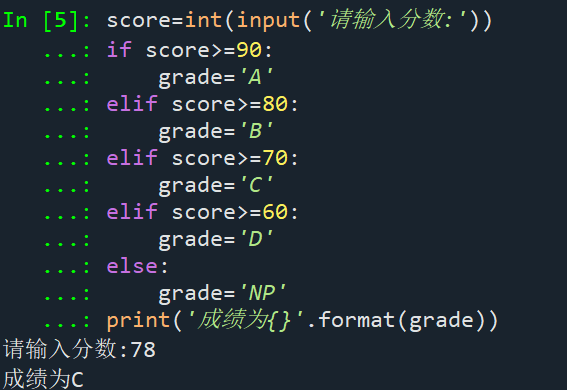 In [5]: score=int(input('请输入分数:'))
   ...: if score>=90:
   ...:     grade='A'
   ...: elif score>=80:
   ...:     grade='B'
   ...: elif score>=70:
   ...:     grade='C'
   ...: elif score>=60:
   ...:     grade='D'
   ...: else:
   ...:     grade='NP'
   ...: print('成绩为{}'.format(grade))
请输入分数:78
成绩为C